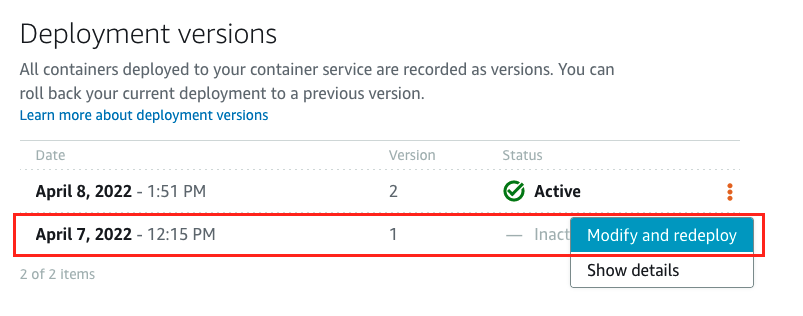 Deployment versions
All containers deployed to your container service are recorded as versions. You can
roll back your current deployment to a previous version.
Learn more about deployment versions
Date Version Status
April 8, 2022 - 1:51 PM 2 Active
April 7, 2022 - 12:15 PM 1 — Inact
Modify and redeploy
2 of 2 items
Show details